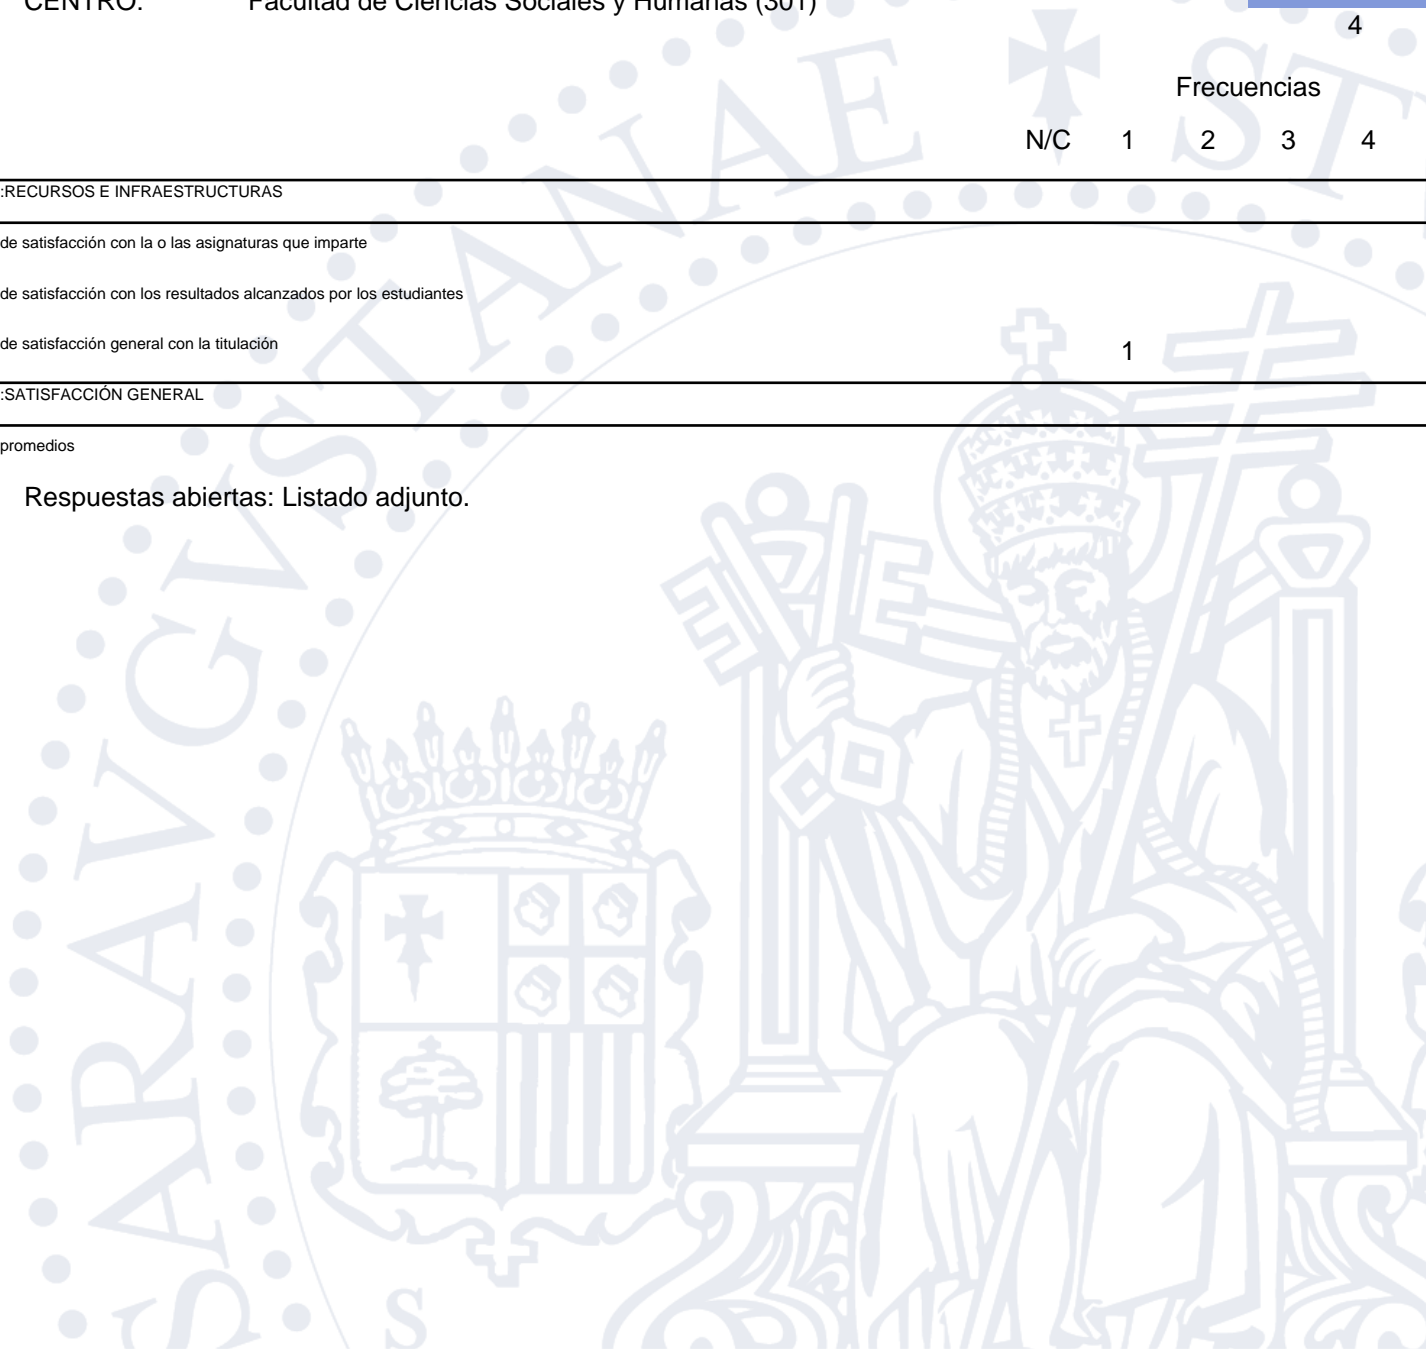 CENTRO: Facultad de Ciencias Sociales y Humanas (301)
4
Frecuencias
N/C 1 2 3 4
:RECURSOS E INFRAESTRUCTURAS
de satisfacción con la o las asignaturas que imparte
de satisfacción con los resultados alcanzados por los estudiantes
de satisfacción general con la titulación 1
:SATISFACCIÓN GENERAL
promedios
Respuestas abiertas: Listado adjunto.
SARAVGVSTANAE ST
S